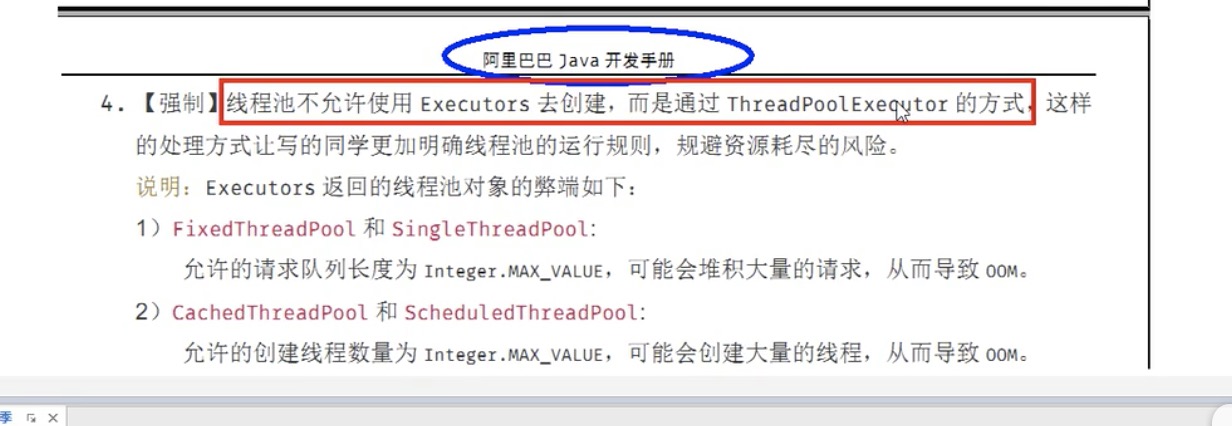 阿里巴巴 Java 开发手册
4. 【强制】线程池不允许使用 Executors 去创建，而是通过 ThreadPoolExecutor 的方式，这样
的处理方式让写的同学更加明确线程池的运行规则，规避资源耗尽的风险。
说明：Executors 返回的线程池对象的弊端如下：
1）FixedThreadPool 和 SingleThreadPool:
允许的请求队列长度为 Integer.MAX_VALUE，可能会堆积大量的请求，从而导致 OOM。
2）CachedThreadPool 和 ScheduledThreadPool:
允许的创建线程数量为 Integer.MAX_VALUE，可能会创建大量的线程，从而导致 OOM。
季